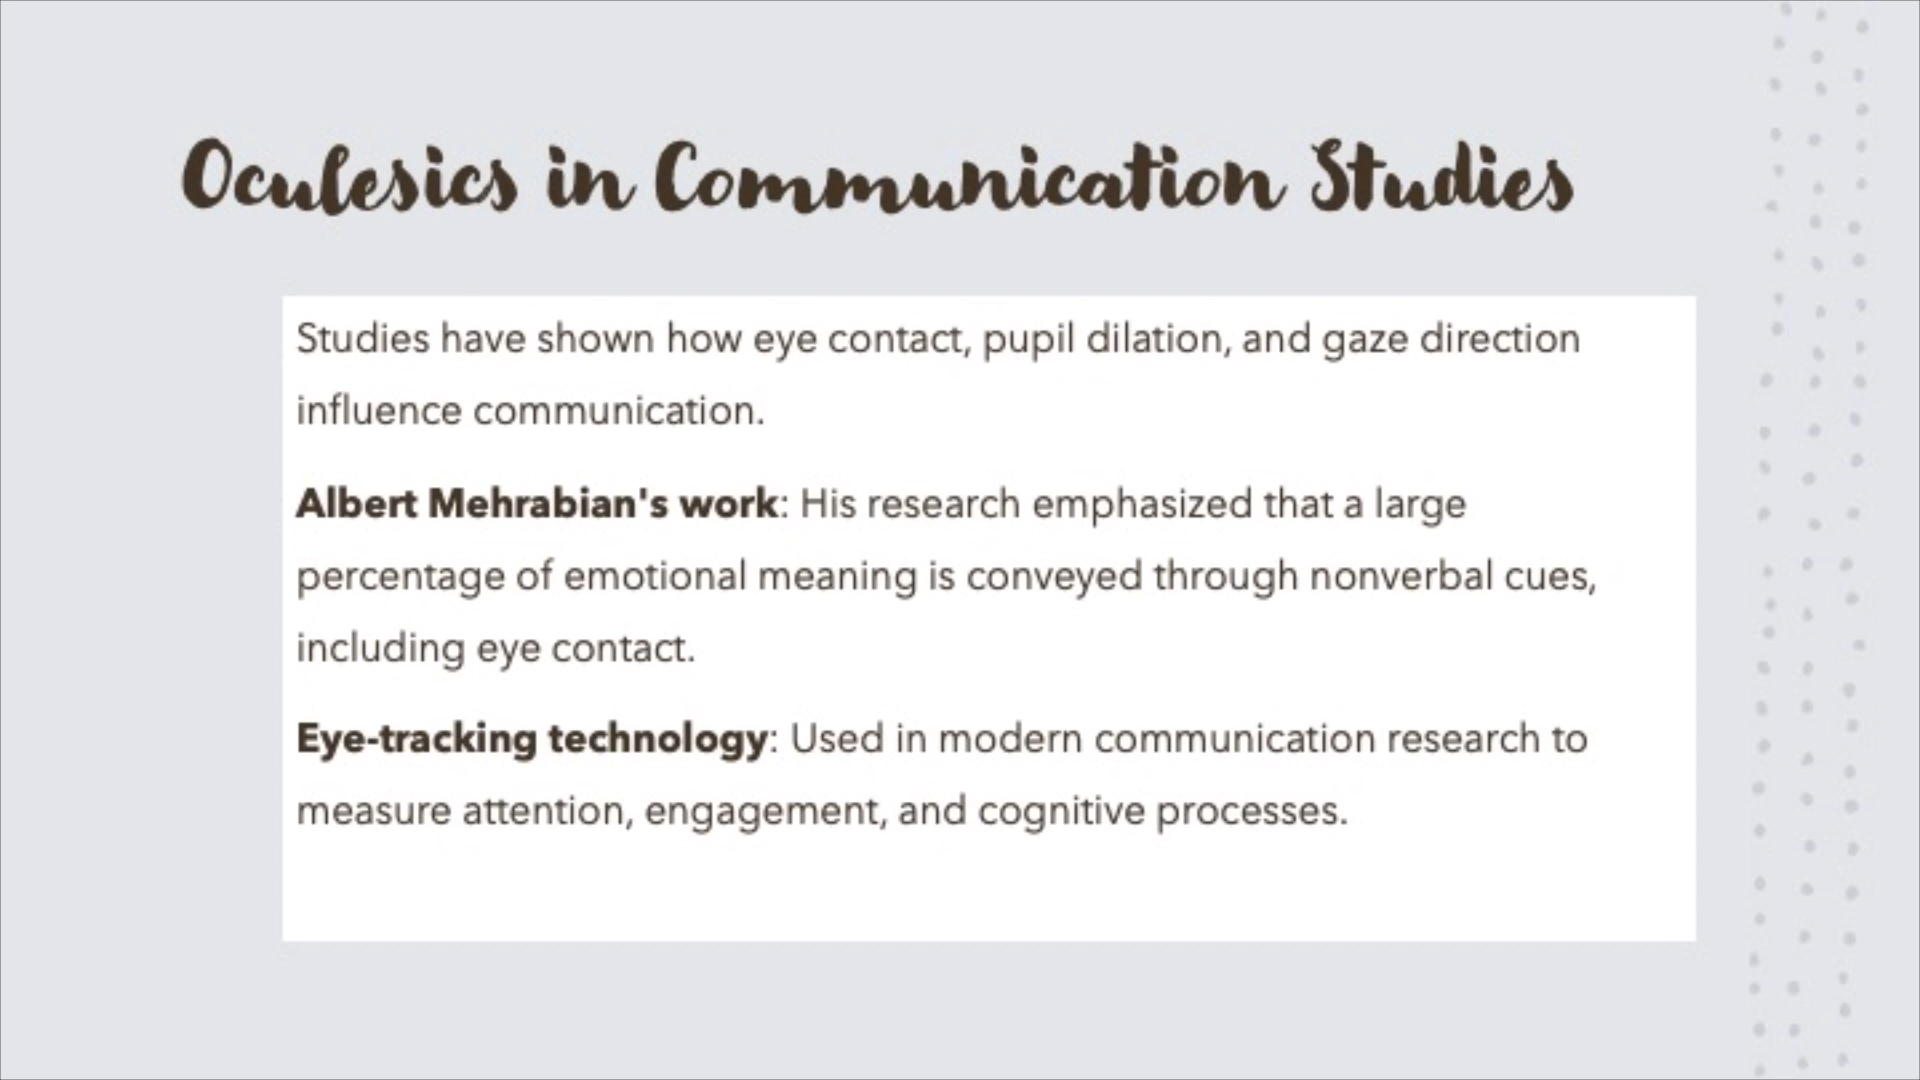 Oculesics in Communication Studies
Studies have shown how eye contact, pupil dilation, and gaze direction
influence communication.
Albert Mehrabian's work: His research emphasized that a large
percentage of emotional meaning is conveyed through nonverbal cues,
including eye contact.
Eye-tracking technology: Used in modern communication research to
measure attention, engagement, and cognitive processes.